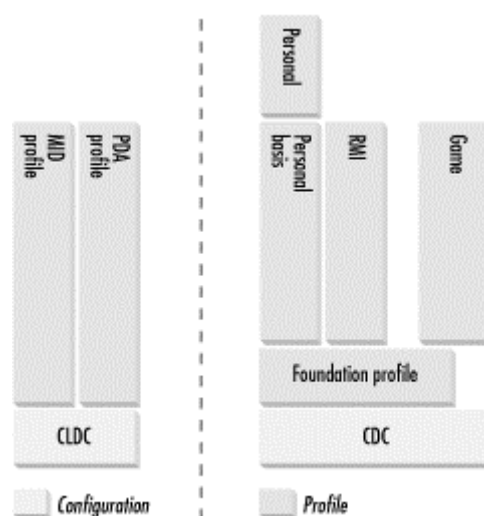 Personal
MID
profile
PDA
profile
Personal
basis
RMI
Game
Foundation profile
CLDC
CDC
Configuration
Profile